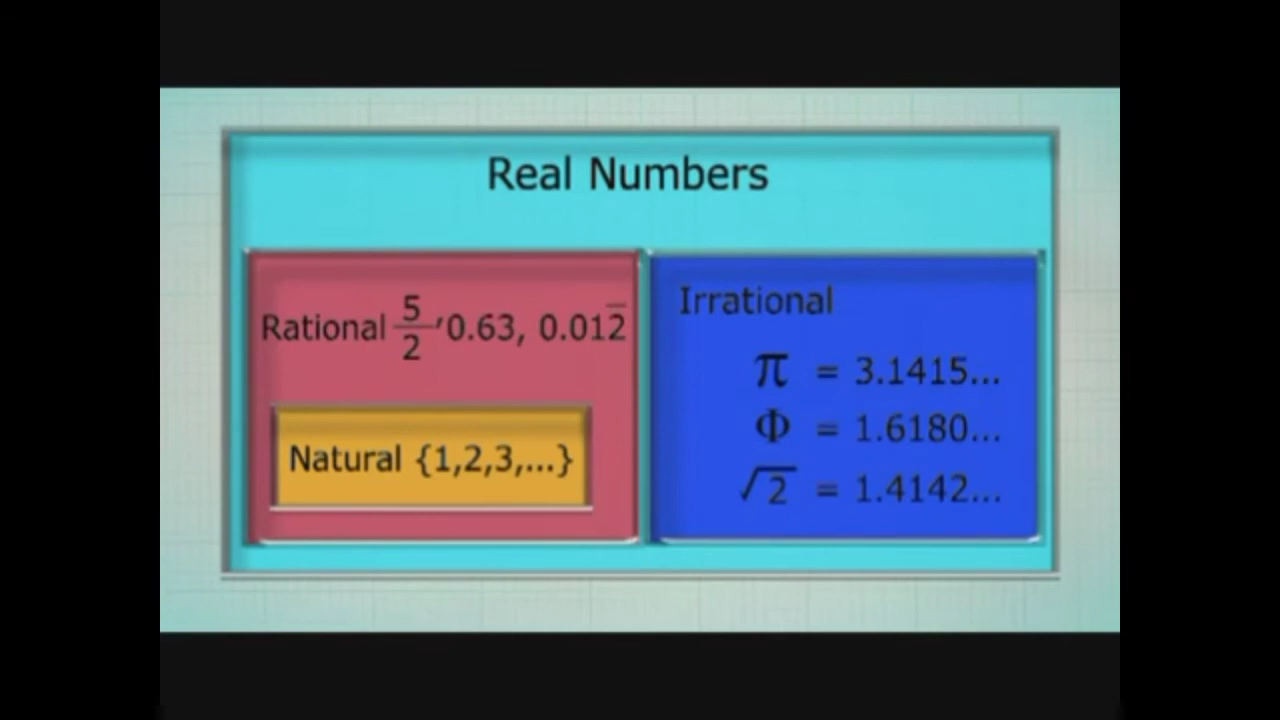 Real Numbers
Rational 5/2, 0.63, 0.012̅
Natural {1,2,3,...}
Irrational
π = 3.1415...
Φ = 1.6180...
√2 = 1.4142...